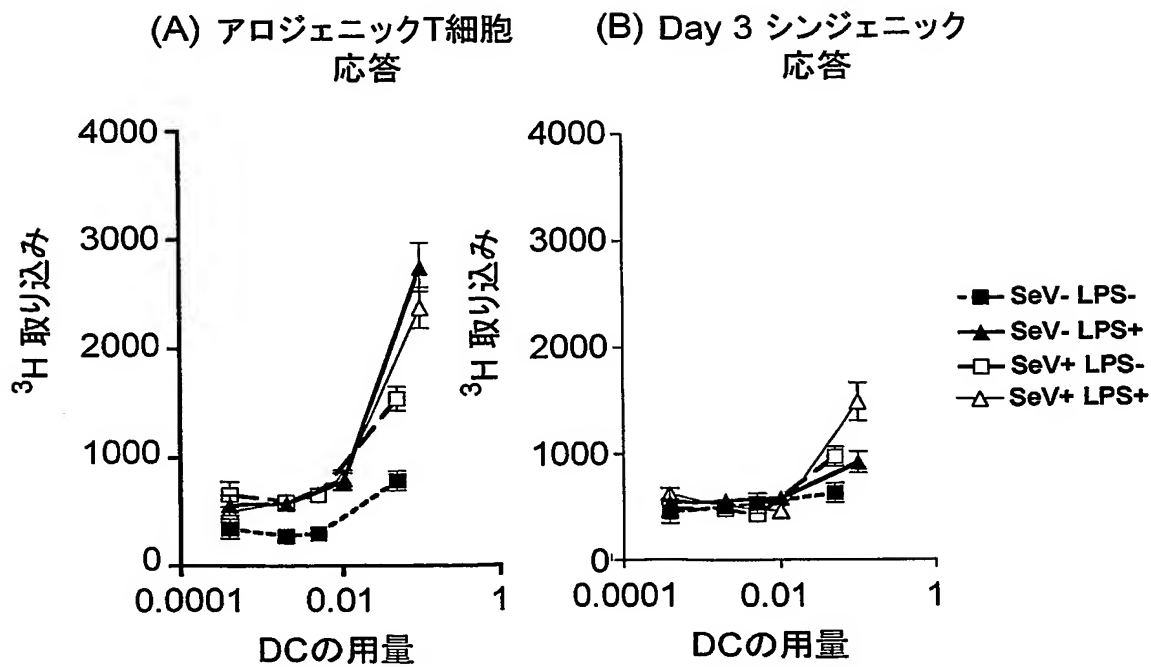 (A) アロジェニックT細胞
応答
(B) Day 3 シンジェニック
応答
4000
3000
2000
1000
0
³H 取り込み
0.0001
0.01
1
DCの用量
4000
3000
2000
1000
0
³H 取り込み
0.0001
0.01
1
DCの用量
SeV- LPS-
SeV- LPS+
SeV+ LPS-
SeV+ LPS+